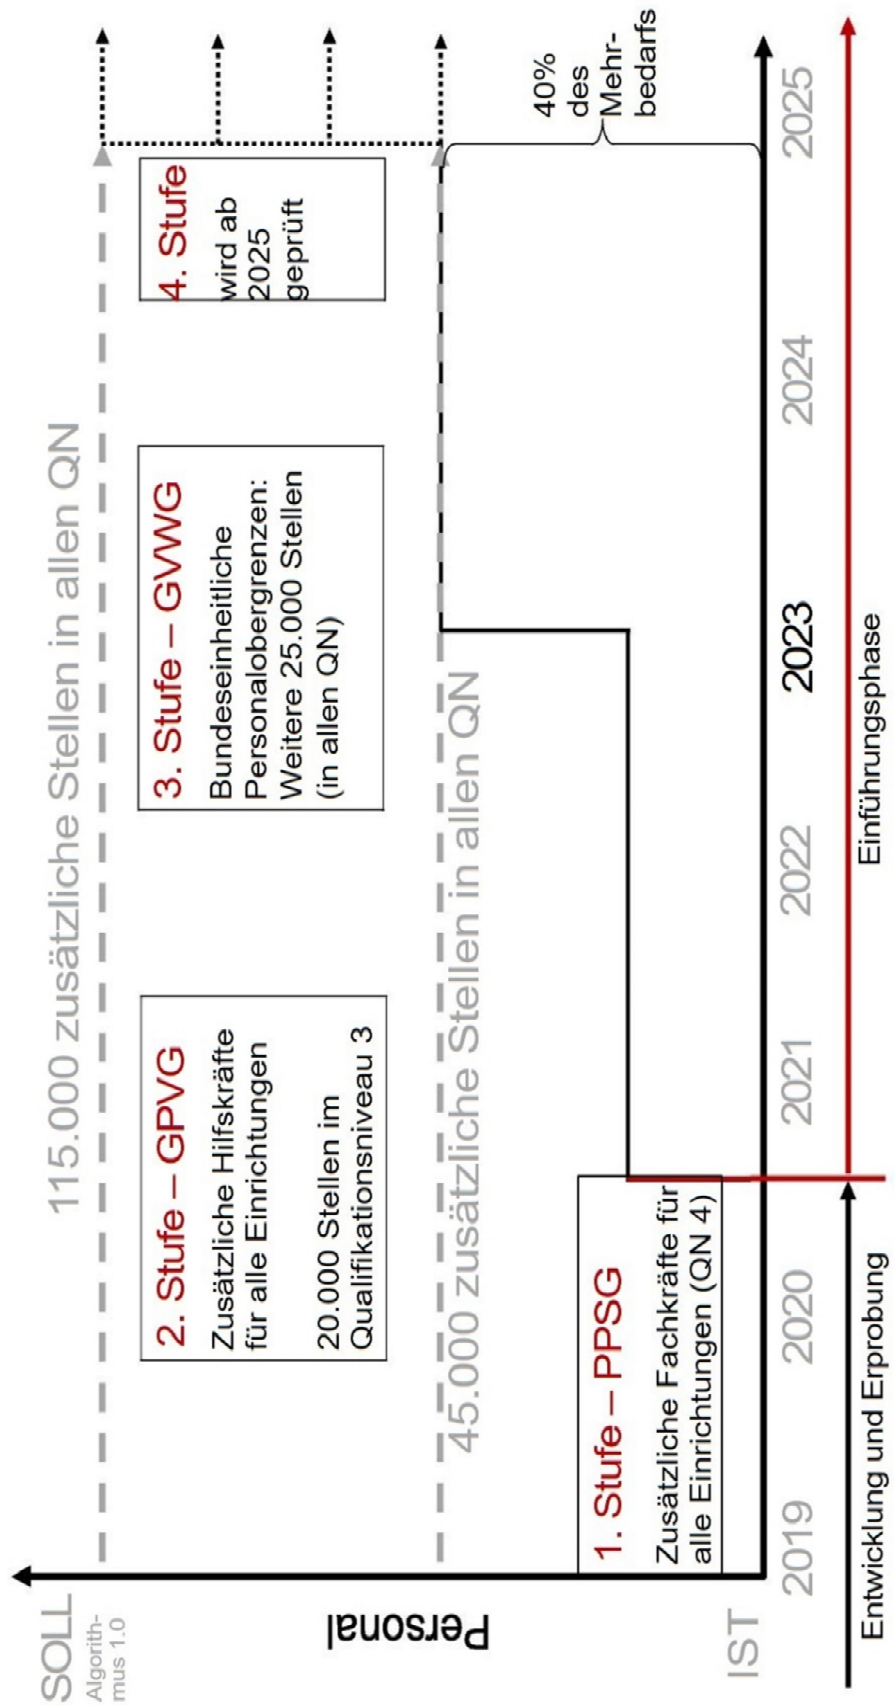 SOLL
Algorith-
mus 1.0
Personal
IST
115.000 zusätzliche Stellen in allen QN
2. Stufe – GPVG
Zusätzliche Hilfskräfte
für alle Einrichtungen
20.000 Stellen im
Qualifikationsniveau 3
3. Stufe – GVWG
Bundeseinheitliche
Personalobergrenzen:
Weitere 25.000 Stellen
(in allen QN)
4. Stufe
wird ab
2025
geprüft
45.000 zusätzliche Stellen in allen QN
1. Stufe – PPSG
Zusätzliche Fachkräfte für
alle Einrichtungen (QN 4)
40%
des
Mehr-
bedarfs
2019
2020
2021
2022
2023
2024
2025
Entwicklung und Erprobung
Einführungsphase